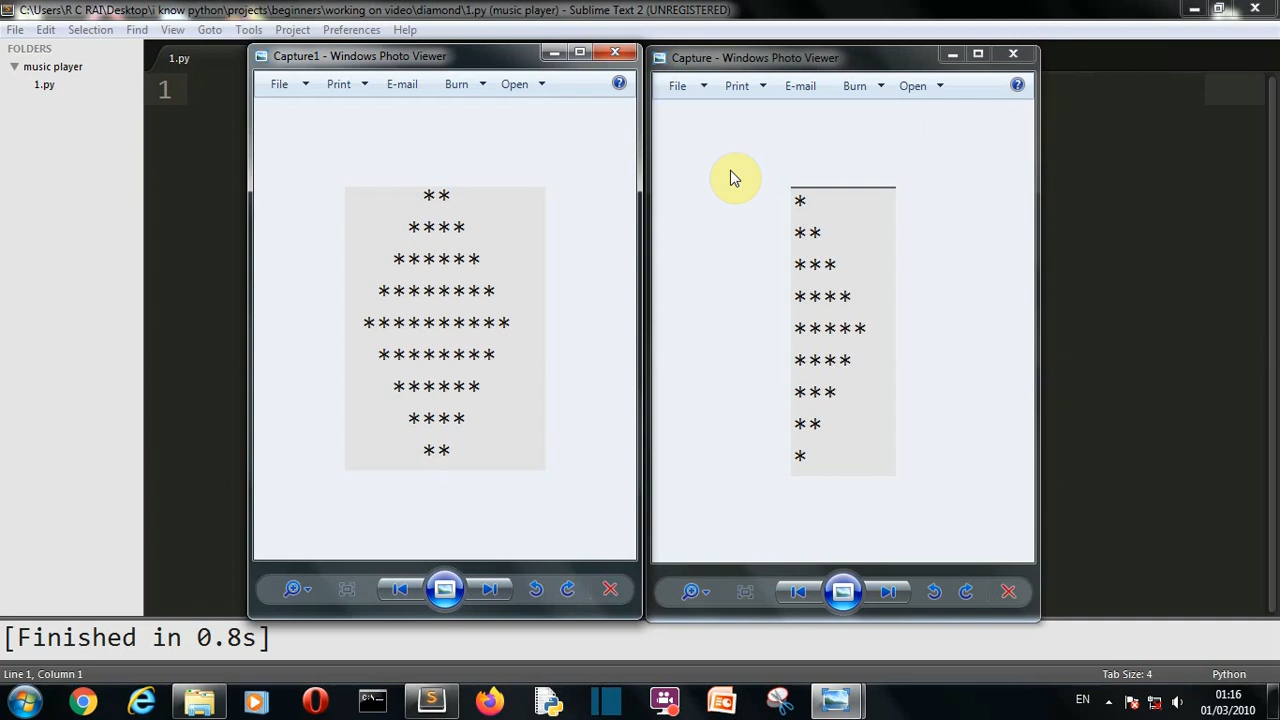 C:\Users\R C RAI\Desktop\i know python\projects\beginners\working on video\diamond\1.py (music player) - Sublime Text 2 (UNREGISTERED)
File Edit Selection Find View Goto Tools Project Preferences Help
FOLDERS
music player
1.py
1.py
1
Capture1 - Windows Photo Viewer
File Print E-mail Burn Open
**
****
******
********
**********
********
******
****
**
Capture - Windows Photo Viewer
File Print E-mail Burn Open
*
**
***
****
*****
****
***
**
*
[Finished in 0.8s]
Line 1, Column 1
Tab Size: 4
Python
EN
01:16
01/03/2010